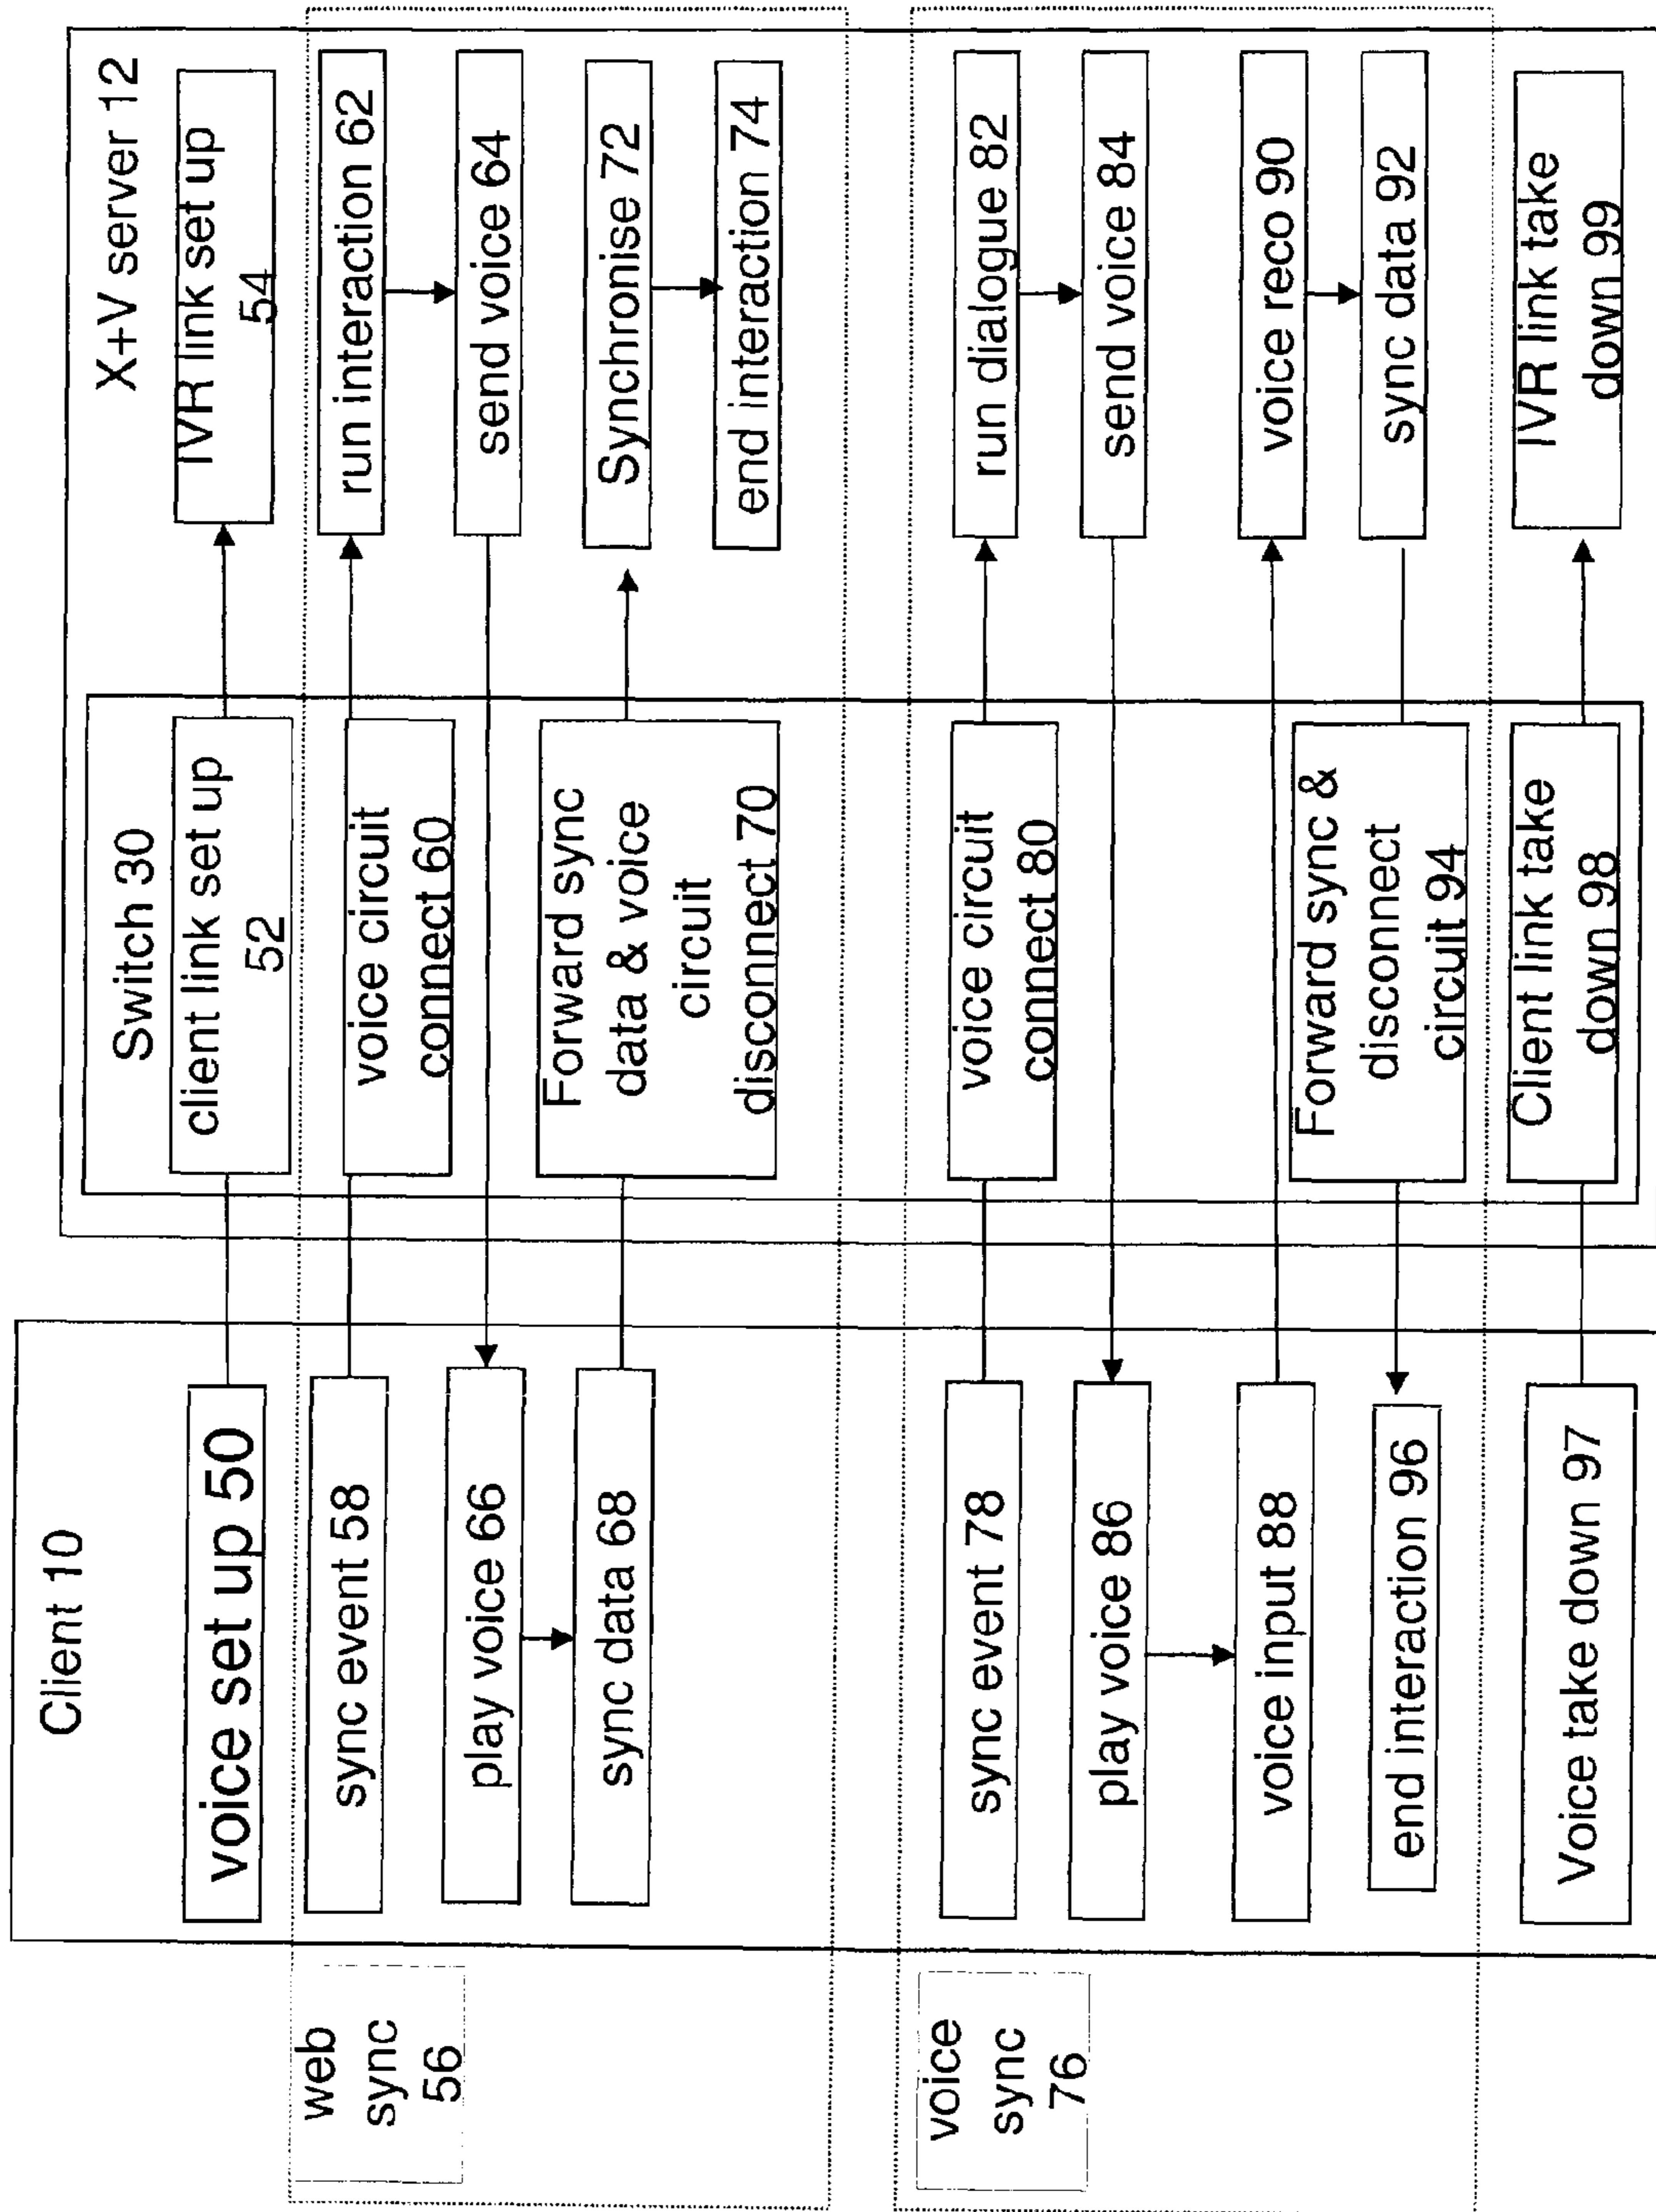 Client 10
Switch 30
X+V server 12
voice set up 50
client link set up
52
IVR link set up
54
web
sync
56
sync event 58
voice circuit
connect 60
run interaction 62
send voice 64
play voice 66
sync data 68
Forward sync
data & voice
circuit
disconnect 70
Synchronise 72
end interaction 74
voice
sync
76
sync event 78
voice circuit
connect 80
run dialogue 82
send voice 84
play voice 86
voice input 88
voice reco 90
sync data 92
Forward sync &
disconnect
circuit 94
end interaction 96
Voice take down 97
Client link take
down 98
IVR link take
down 99